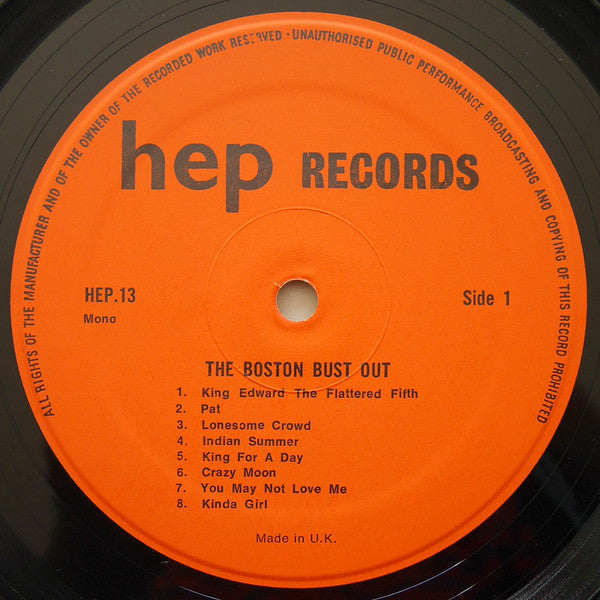 ALL RIGHTS OF THE MANUFACTURER AND OF THE OWNER OF THE RECORDED WORK RESERVED · UNAUTHORISED PUBLIC PERFORMANCE BROADCASTING AND COPYING OF THIS RECORD PROHIBITED
hep RECORDS
HEP.13
Side 1
Mono
THE BOSTON BUST OUT
1. King Edward The Flattered Fifth
2. Pat
3. Lonesome Crowd
4. Indian Summer
5. King For A Day
6. Crazy Moon
7. You May Not Love Me
8. Kinda Girl
Made in U.K.